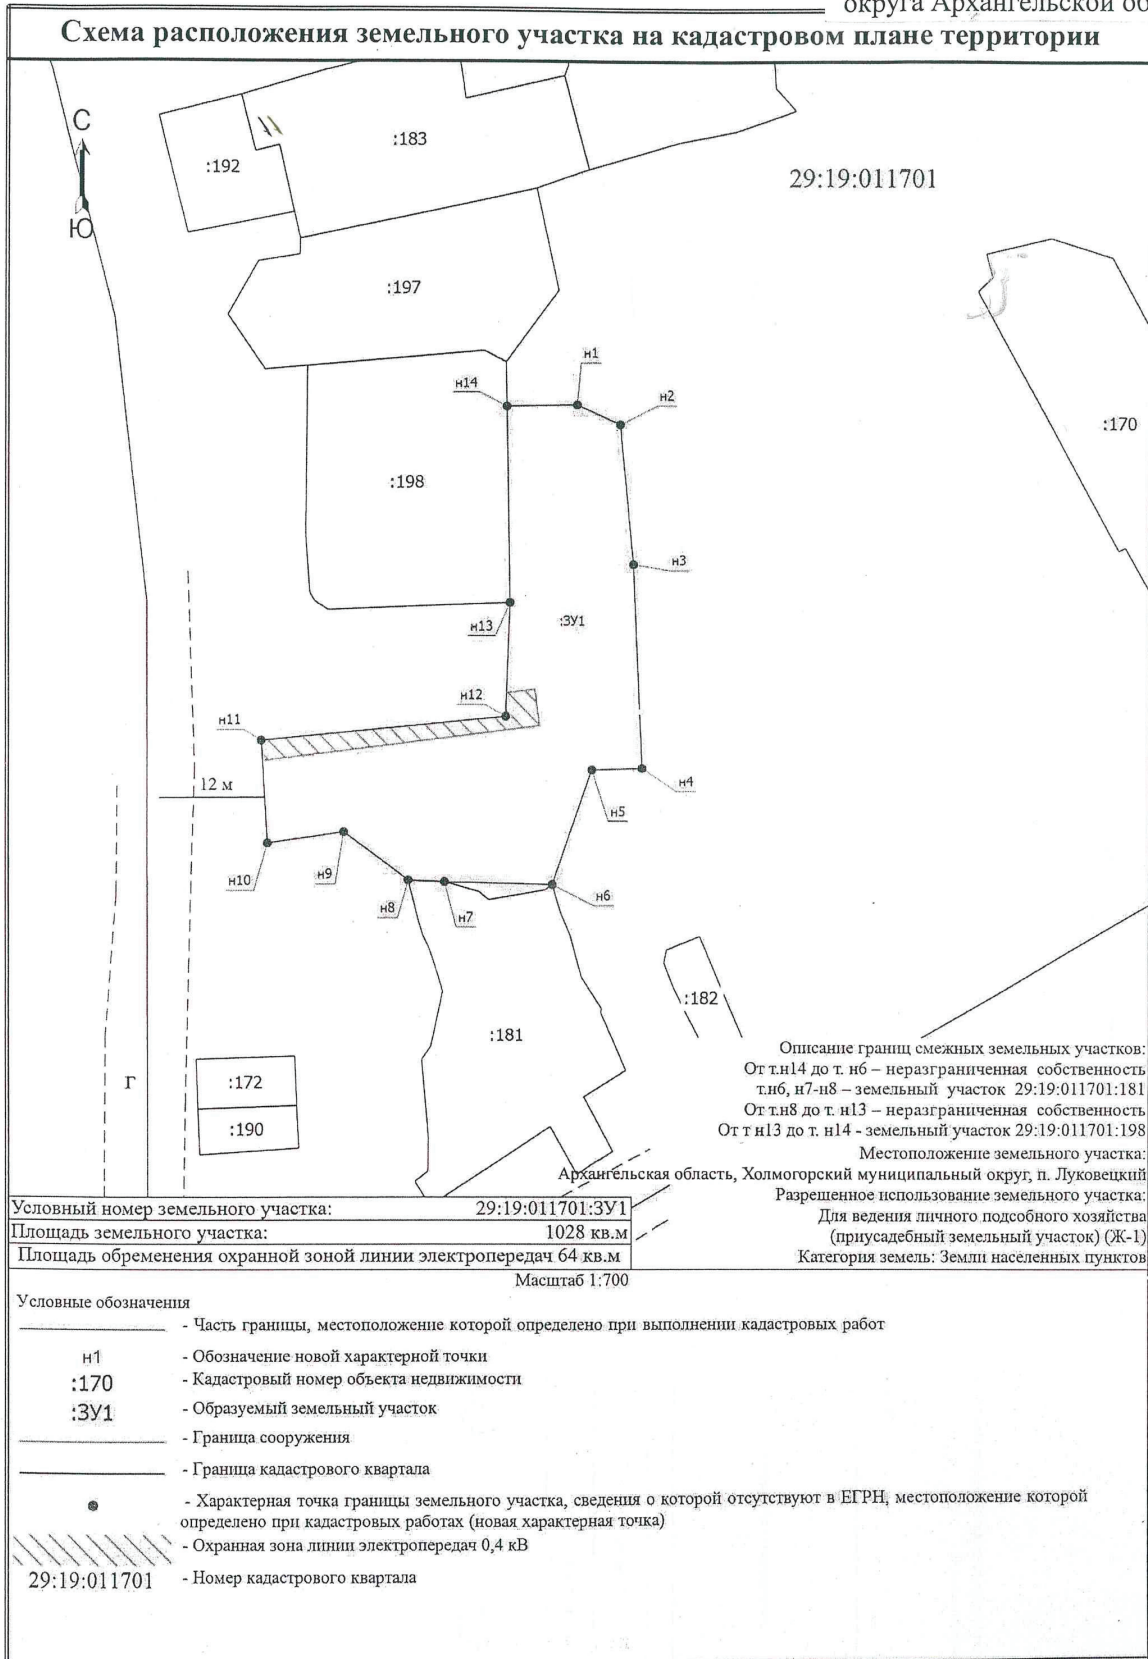 округа Архангельской об
Схема расположения земельного участка на кадастровом плане территории
С
Ю
:192
:183
29:19:011701
:197
н1
н14
н2
:170
:198
н3
н13
:ЗУ1
н12
н11
12 м
н4
н5
н10
н9
н8
н7
н6
:182
:181
Г
:172
:190
Описание границ смежных земельных участков:
От т.н14 до т. н6 – неразграниченная собственность
т.н6, н7-н8 – земельный участок 29:19:011701:181
От т.н8 до т. н13 – неразграниченная собственность
От т н13 до т. н14 - земельный участок 29:19:011701:198
Местоположение земельного участка:
Архангельская область, Холмогорский муниципальный округ, п. Луковецкий
Разрешенное использование земельного участка:
Для ведения личного подсобного хозяйства
(приусадебный земельный участок) (Ж-1)
Категория земель: Земли населенных пунктов
Условный номер земельного участка: 29:19:011701:ЗУ1
Площадь земельного участка: 1028 кв.м
Площадь обременения охранной зоной линии электропередач 64 кв.м
Масштаб 1:700
Условные обозначения
- Часть границы, местоположение которой определено при выполнении кадастровых работ
н1 - Обозначение новой характерной точки
:170 - Кадастровый номер объекта недвижимости
:ЗУ1 - Образуемый земельный участок
- Граница сооружения
- Граница кадастрового квартала
- Характерная точка границы земельного участка, сведения о которой отсутствуют в ЕГРН, местоположение которой
определено при кадастровых работах (новая характерная точка)
- Охранная зона линии электропередач 0,4 кВ
29:19:011701 - Номер кадастрового квартала